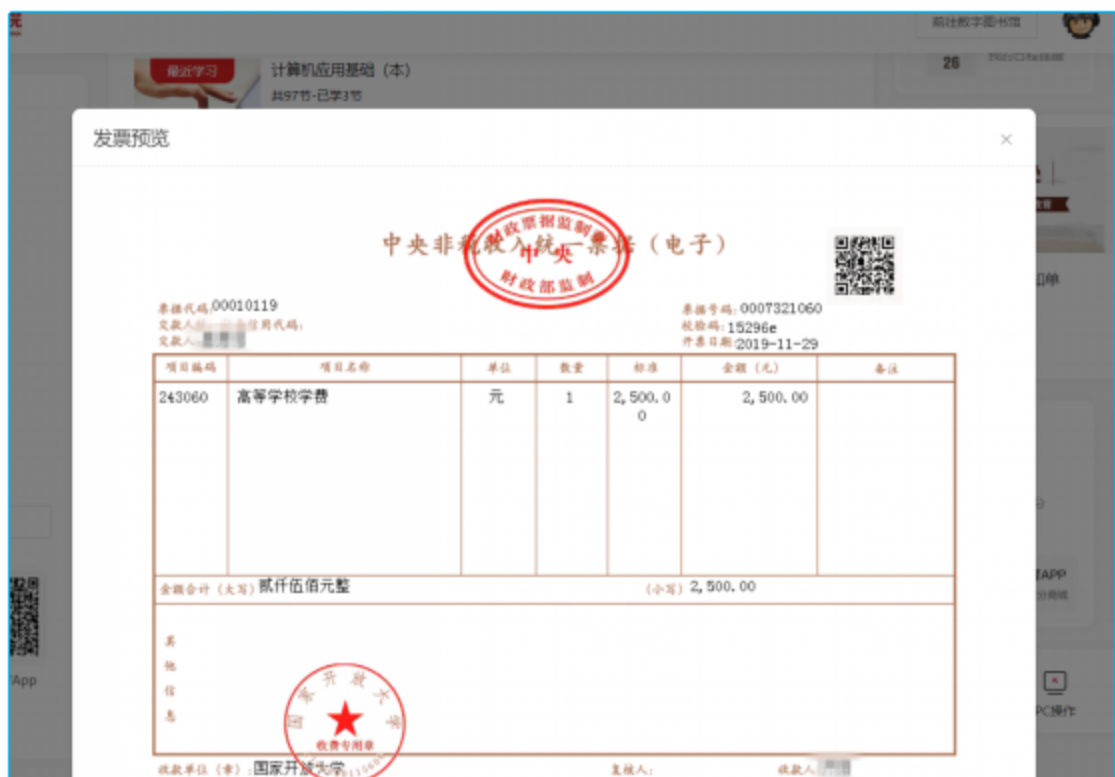 前往数字图书馆
26
最近学习
计算机应用基础（本）
共97节-已学3节
发票预览
×
中央非税收入统一票据（电子）
财政票据监制章
中央
财政部监制
票据代码:00010119
票据号码:0007321060
信用代码:
校验码:15296e
交款人
开票日期:2019-11-29
项目编码 项目名称 单位 数量 标准 金额（元） 备注
243060 高等学校学费 元 1 2,500.0 2,500.00
0
金额合计（大写）贰仟伍佰元整 （小写）2,500.00
其
他
信
息
国家开放大学
收费专用章
收款单位（章）:国家开放大学 复核人: 收款人
APP
App
PC操作